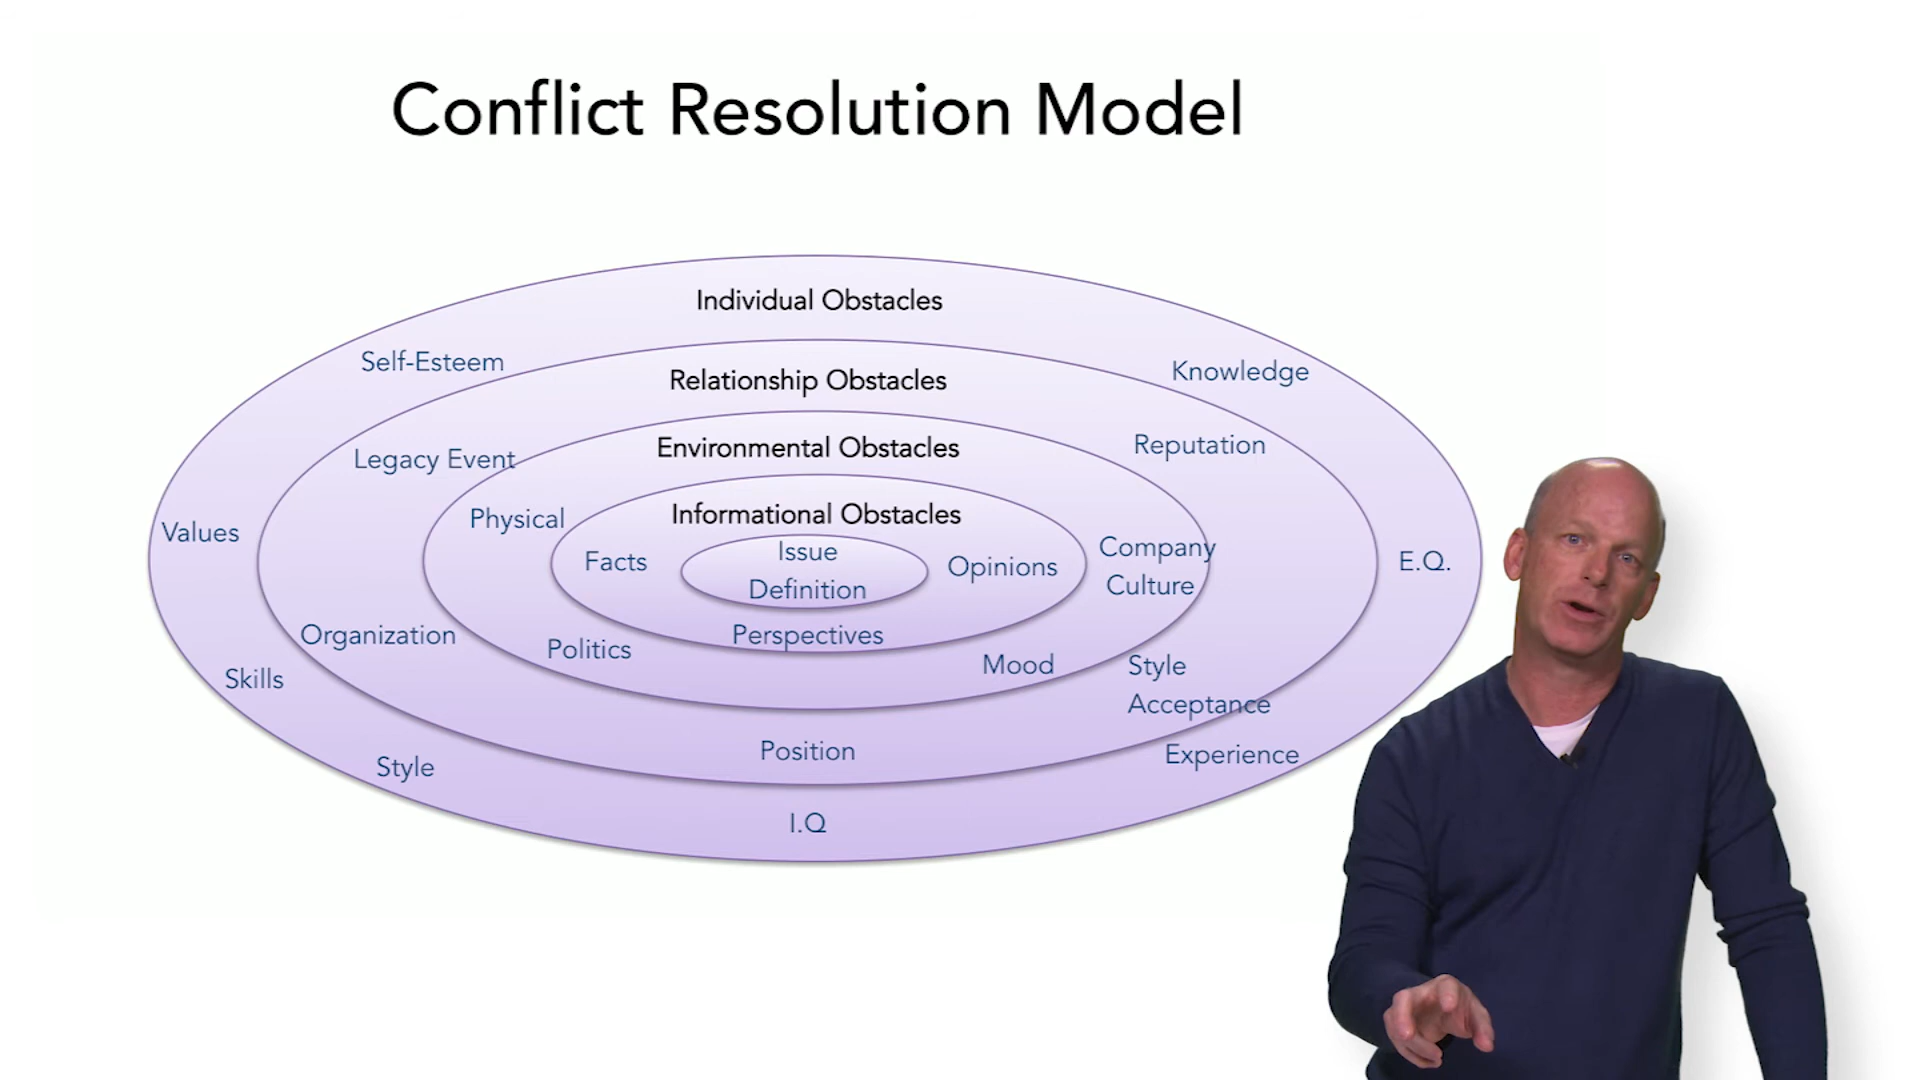 Conflict Resolution Model
Individual Obstacles
Self-Esteem
Knowledge
Relationship Obstacles
Legacy Event
Reputation
Environmental Obstacles
Physical
Informational Obstacles
Values
Facts
Issue
Definition
Opinions
Company
Culture
E.Q.
Organization
Politics
Perspectives
Mood
Style
Acceptance
Skills
Position
Experience
Style
I.Q